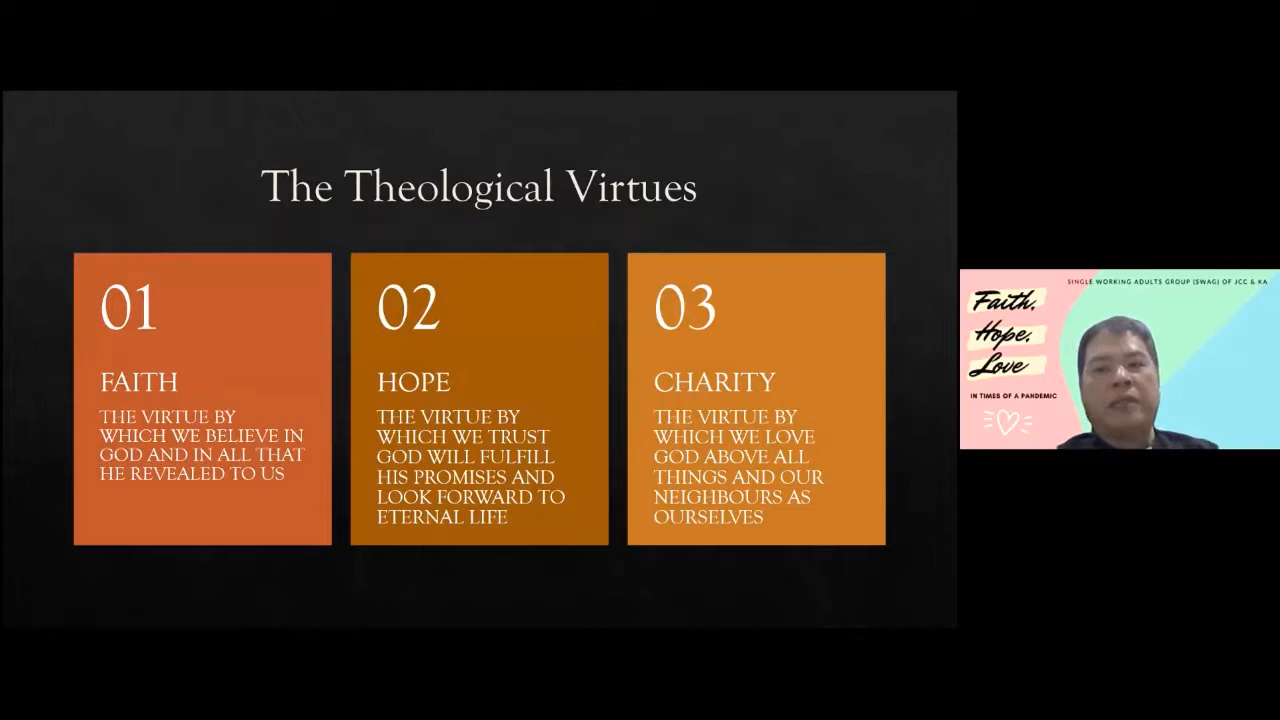 The Theological Virtues
01
FAITH
THE VIRTUE BY
WHICH WE BELIEVE IN
GOD AND IN ALL THAT
HE REVEALED TO US
02
HOPE
THE VIRTUE BY
WHICH WE TRUST
GOD WILL FULFILL
HIS PROMISES AND
LOOK FORWARD TO
ETERNAL LIFE
03
CHARITY
THE VIRTUE BY
WHICH WE LOVE
GOD ABOVE ALL
THINGS AND OUR
NEIGHBOURS AS
OURSELVES
SINGLE WORKING ADULTS GROUP (SWAG) OF JCC & KA
Faith.
Hope.
Love
IN TIMES OF A PANDEMIC